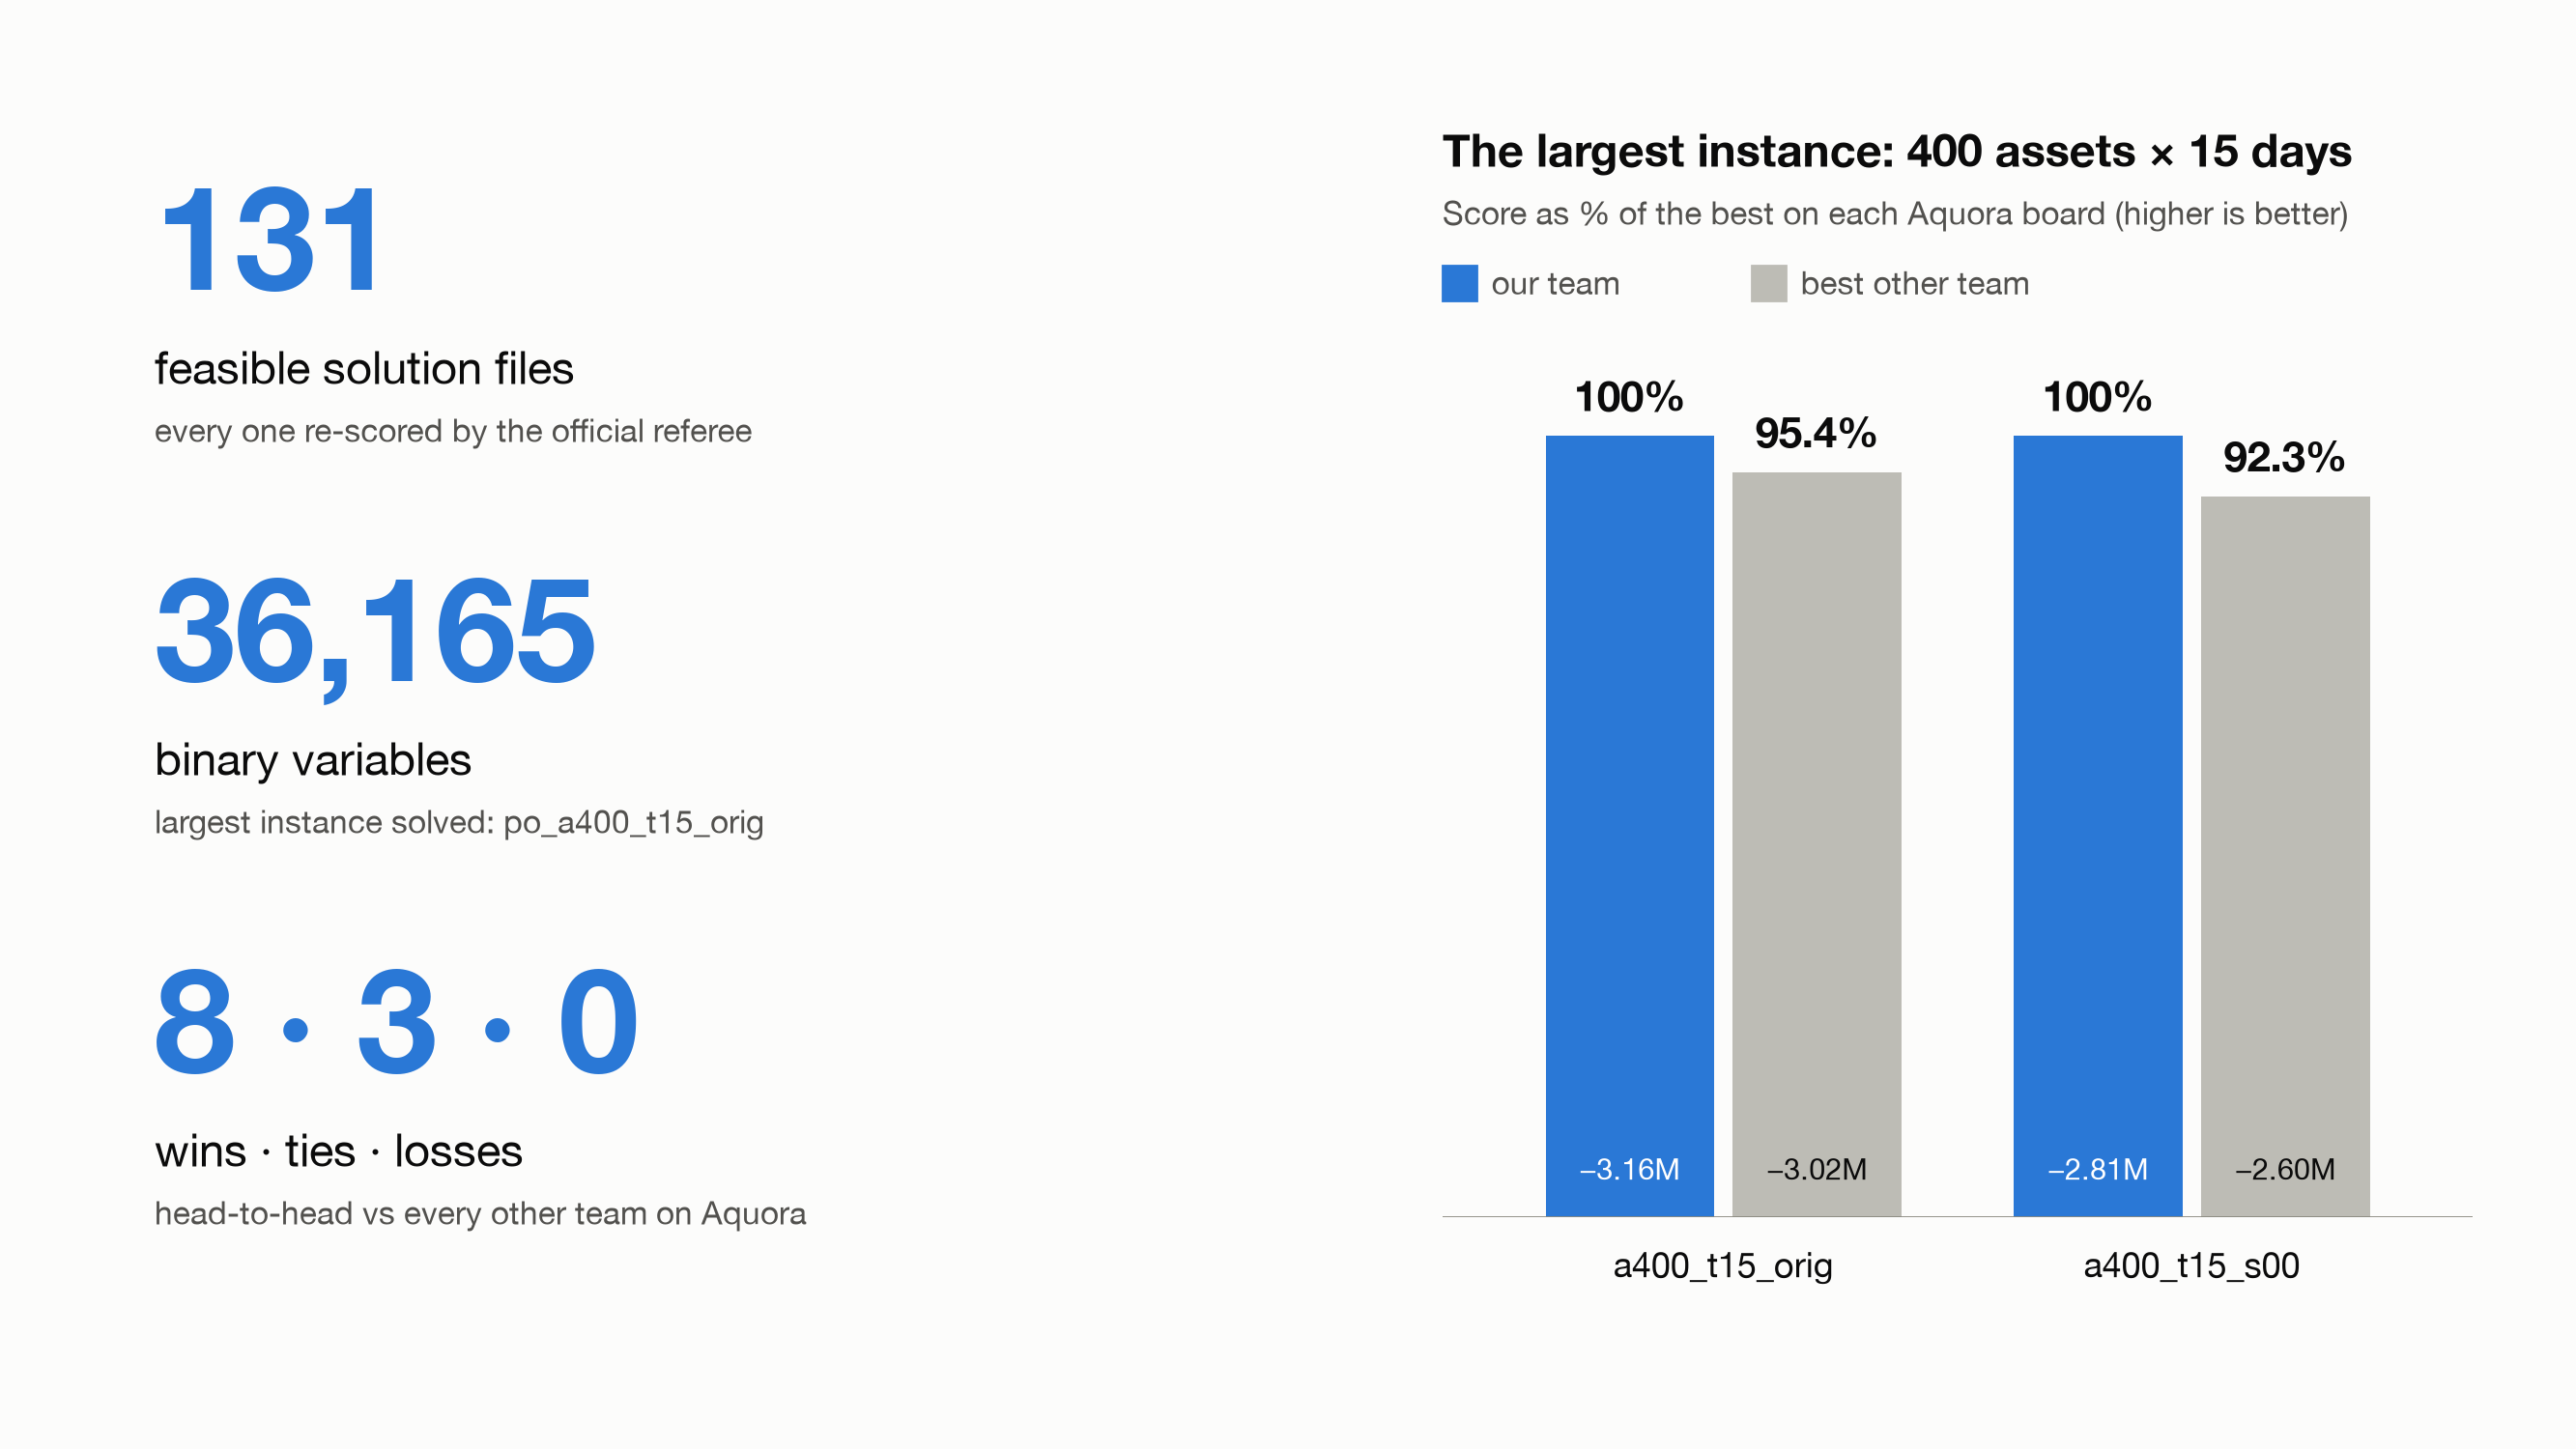 131
feasible solution files
every one re-scored by the official referee
36,165
binary variables
largest instance solved: po_a400_t15_orig
8 · 3 · 0
wins · ties · losses
head-to-head vs every other team on Aquora
The largest instance: 400 assets × 15 days
Score as % of the best on each Aquora board (higher is better)
our team best other team
100% 95.4% 100% 92.3%
−3.16M −3.02M −2.81M −2.60M
a400_t15_orig a400_t15_s00